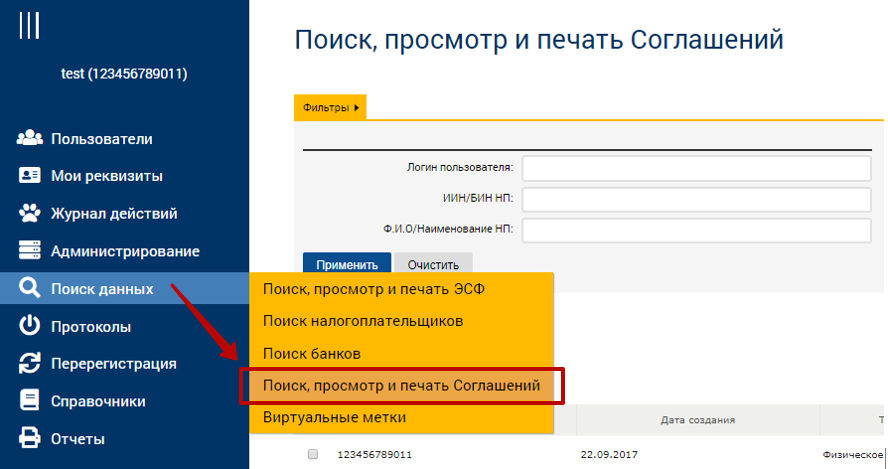 test (123456789011)
Пользователи
Мои реквизиты
Журнал действий
Администрирование
Поиск данных
Протоколы
Перерегистрация
Справочники
Отчеты
Поиск, просмотр и печать Соглашений
Фильтры
Логин пользователя:
ИИН/БИН НП:
Ф.И.О/Наименование НП:
Применить Очистить
Поиск, просмотр и печать ЭСФ
Поиск налогоплательщиков
Поиск банков
Поиск, просмотр и печать Соглашений
Виртуальные метки
Дата создания
123456789011 22.09.2017 Физическое